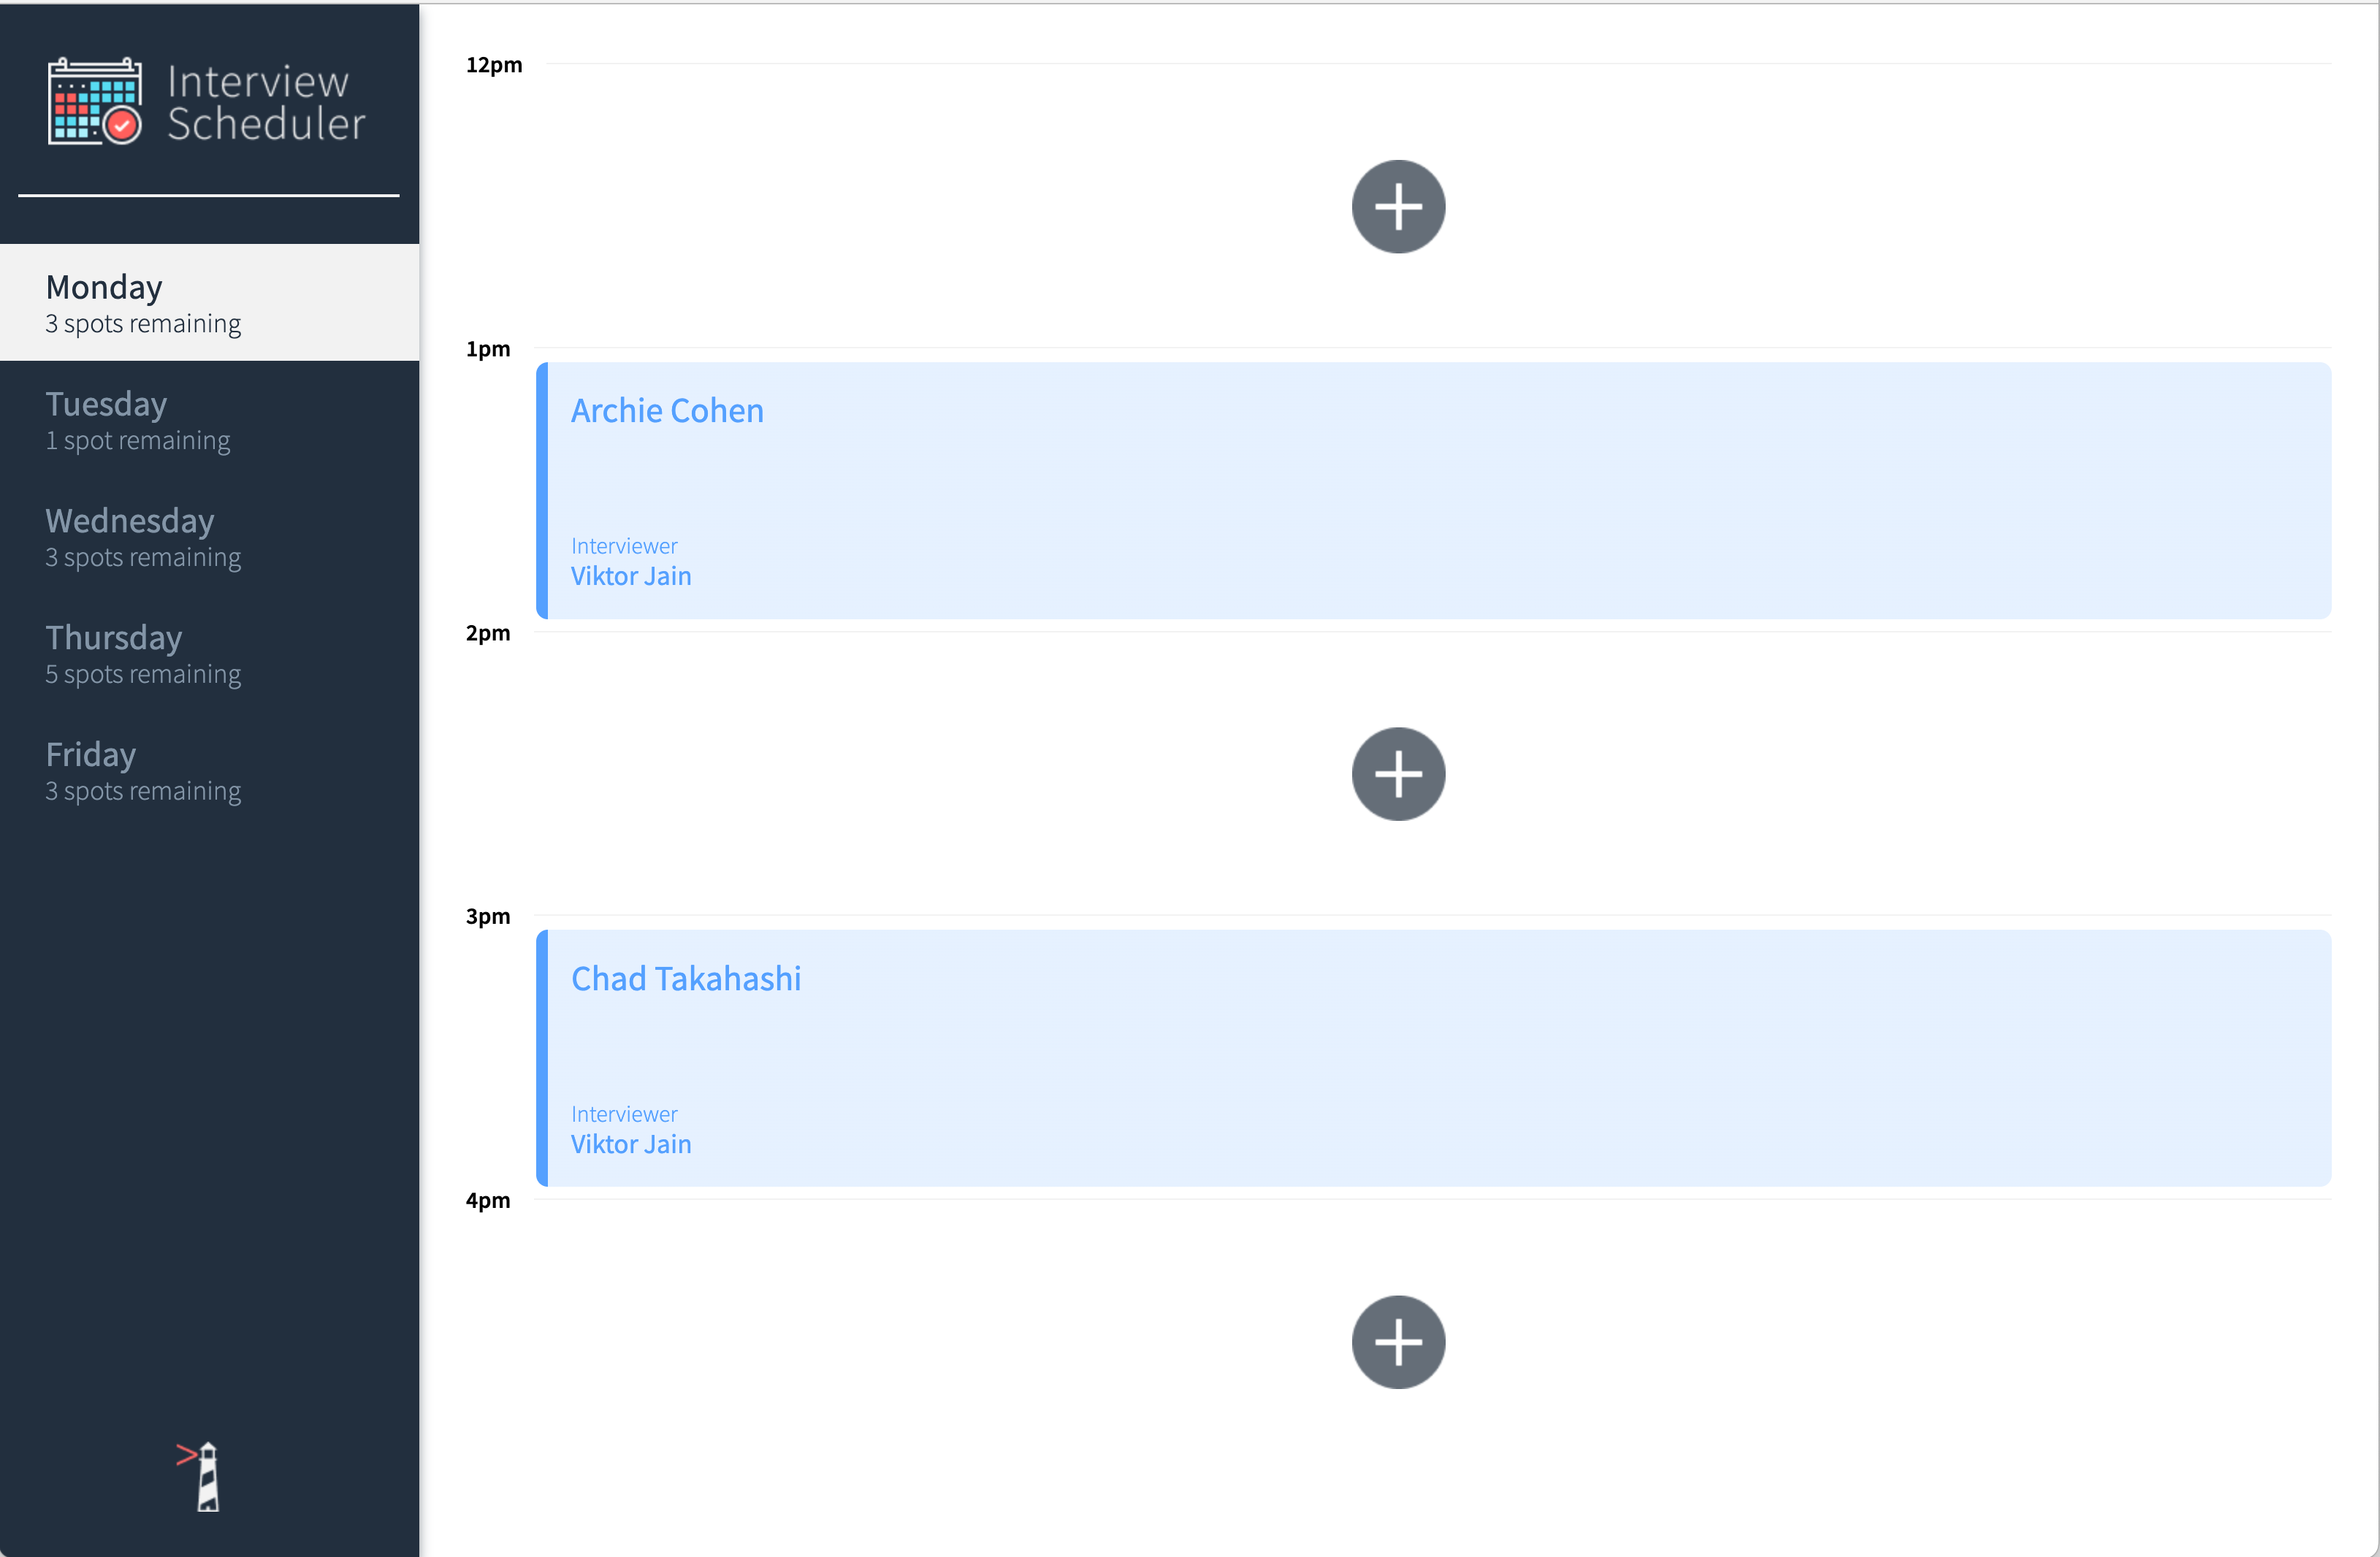 Interview
Scheduler
Monday
3 spots remaining
Tuesday
1 spot remaining
Wednesday
3 spots remaining
Thursday
5 spots remaining
Friday
3 spots remaining
12pm
1pm
Archie Cohen
Interviewer
Viktor Jain
2pm
3pm
Chad Takahashi
Interviewer
Viktor Jain
4pm